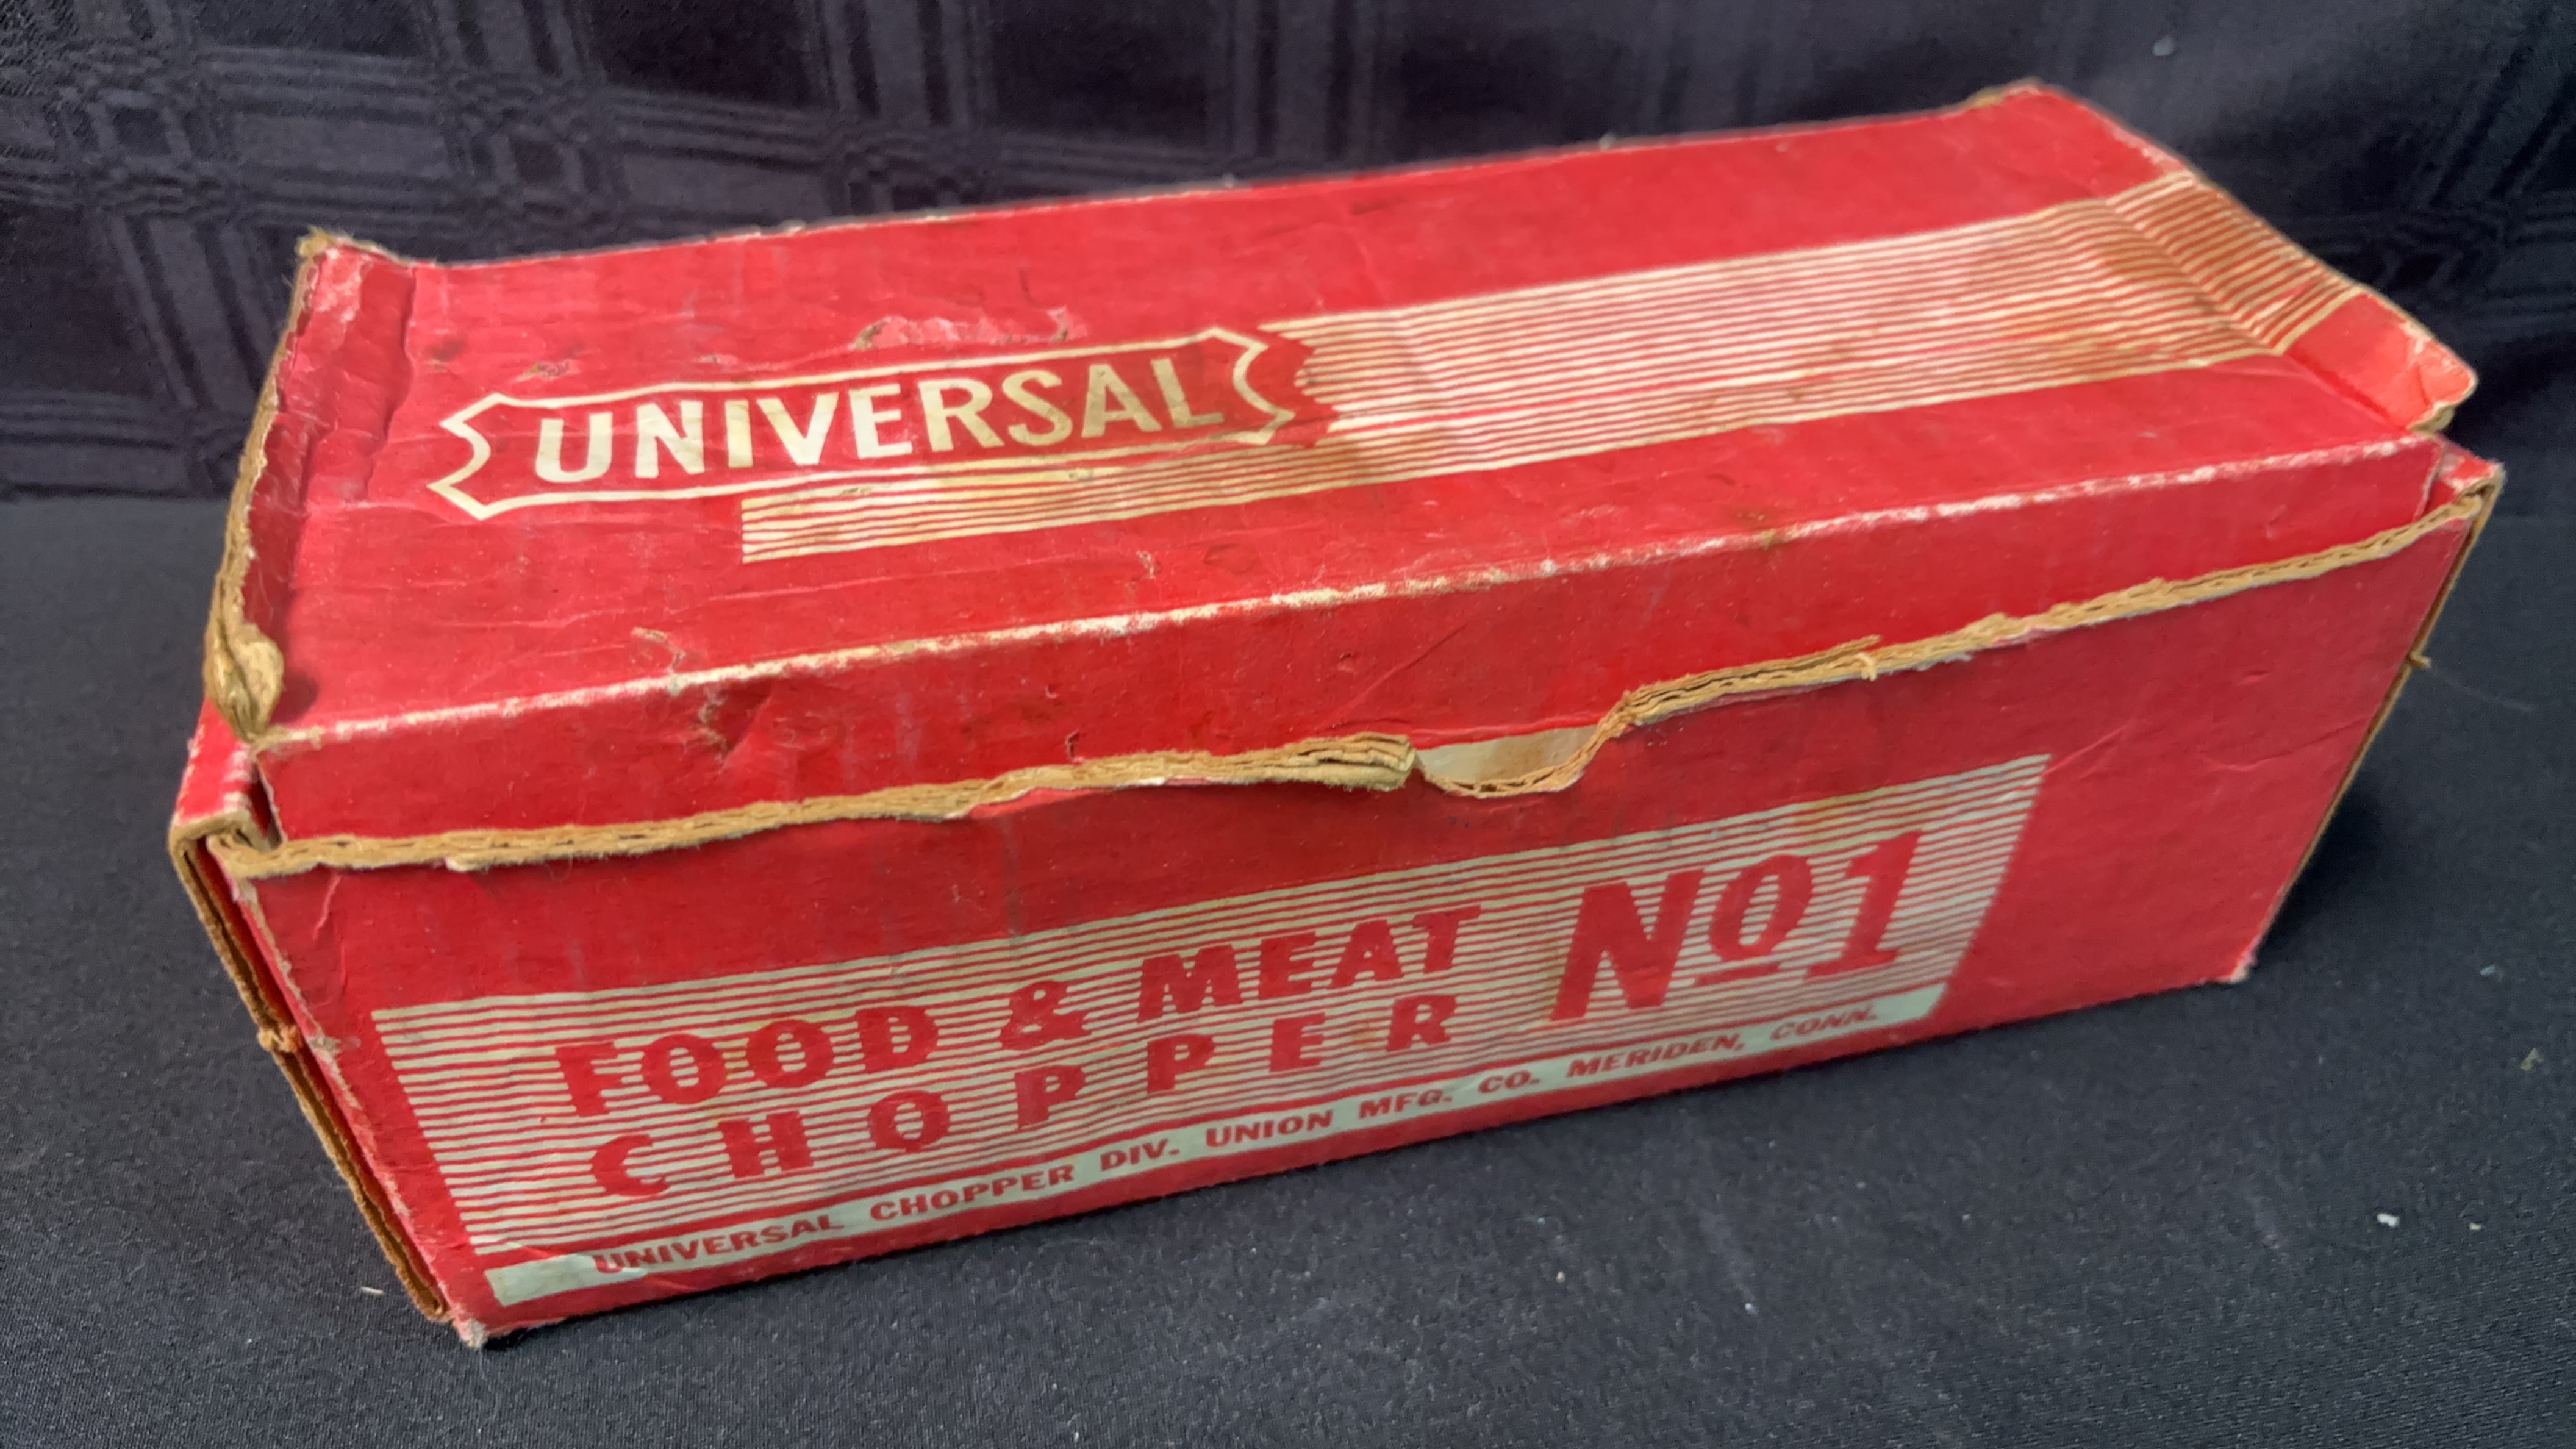 UNIVERSAL
FOOD & MEAT
CHOPPER
No1
UNIVERSAL CHOPPER DIV. UNION MFG. CO. MERIDEN, CONN.